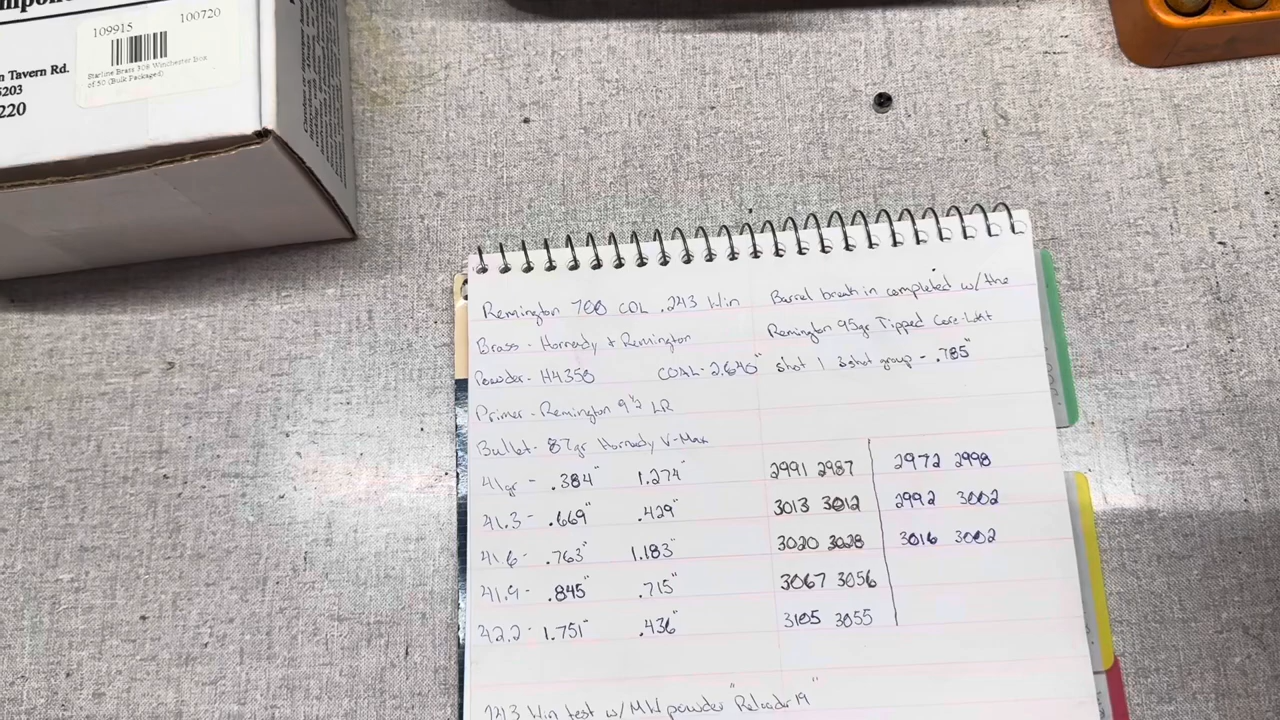 109915 100720
Starline Brass 308 Winchester Box
of 50 (Bulk Packaged)
n Tavern Rd.
5203
220
Remington 700 CDL .243 Win Barrel break in completed w/ the
Brass - Hornady & Remington Remington 95gr Tipped Core-Lokt
Powder - H4350 COAL - 2.640" shot 1 3 shot group - .785"
Primer - Remington 9½ LR
Bullet - 87gr Hornady V-Max
41gr - .384" 1.274" 2991 2987 2972 2998
41.3 - .669" .429" 3013 3012 2992 3002
41.6 - .763" 1.183" 3020 3028 3016 3002
41.9 - .845" .715" 3067 3056
42.2 - 1.751" .436" 3105 3055
243 Win test w/ MW powder "Reloder 19"